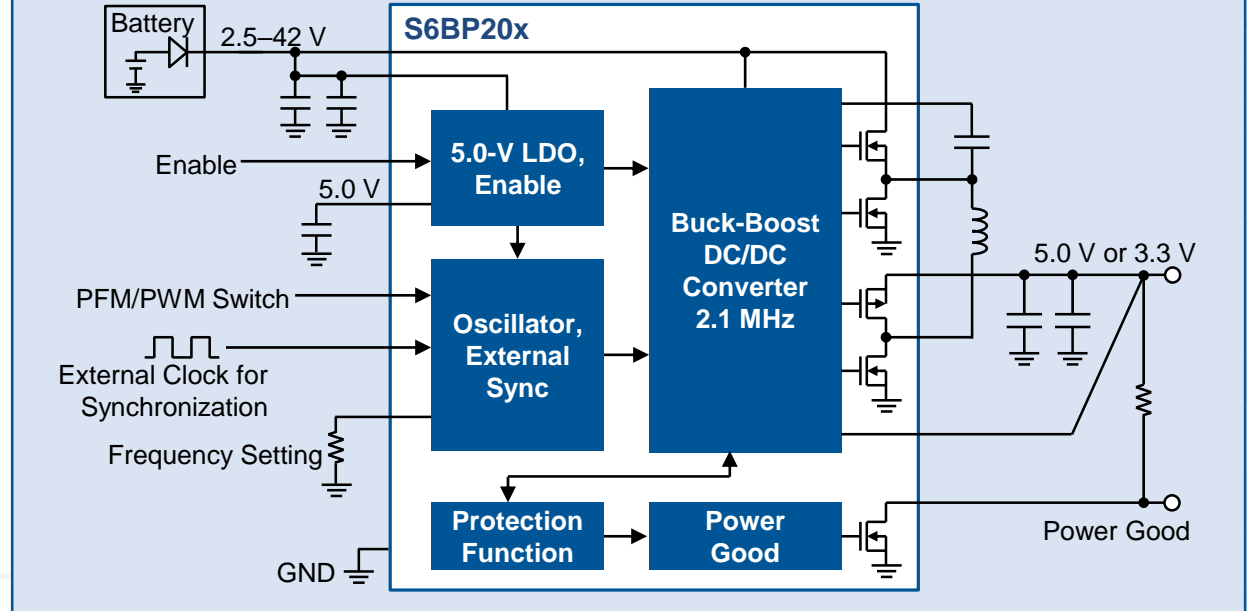 Battery
2.5–42 V
S6BP20x
Enable
5.0-V LDO,
Enable
5.0 V
Buck-Boost
DC/DC
Converter
2.1 MHz
5.0 V or 3.3 V
PFM/PWM Switch
Oscillator,
External
Sync
External Clock for
Synchronization
Frequency Setting
Protection
Function
Power
Good
Power Good
GND